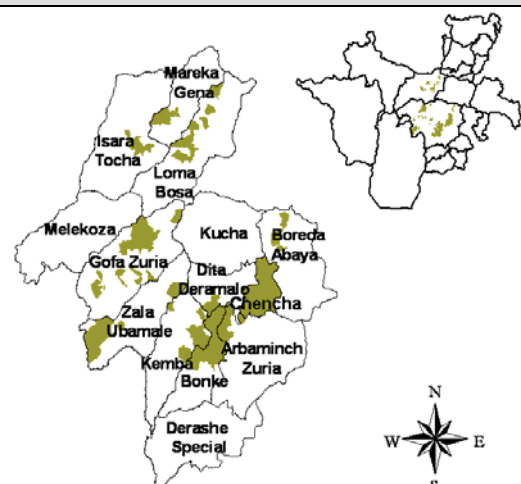 Mareka
Gena
Isara
Tocha
Loma
Bosa
Melekoza
Kucha
Boreda
Abaya
Gofa Zuria
Dita
Deramalo
Chencha
Zala
Ubamale
Kemba
Arbaminch
Zuria
Bonke
Derashe
Special
N
W
E
S